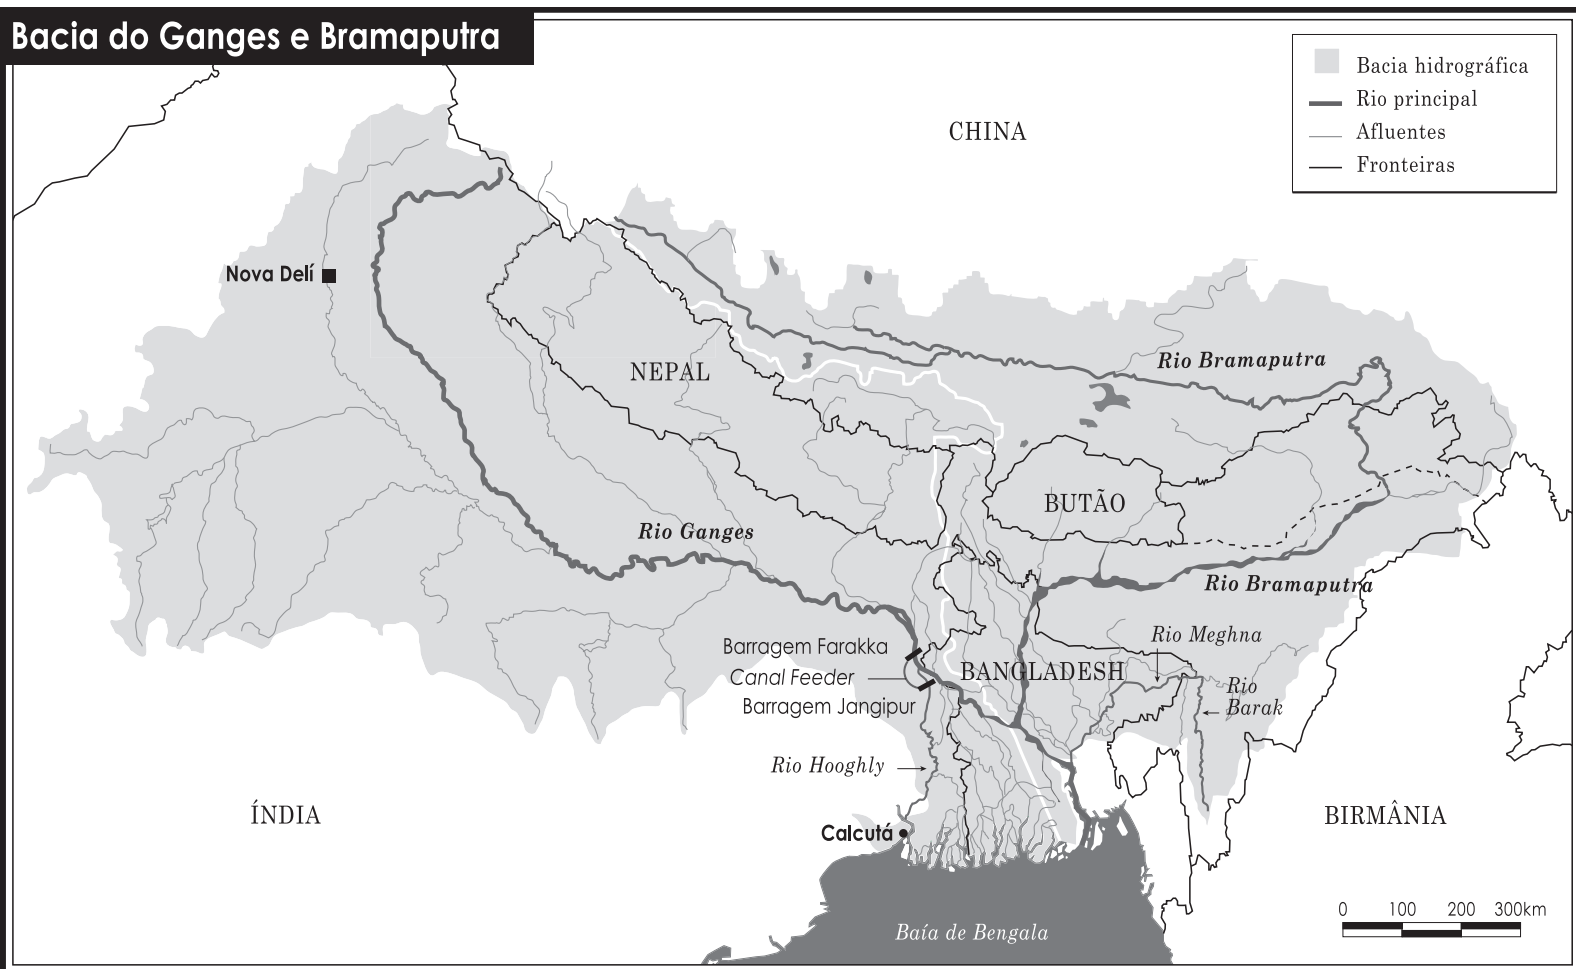 Bacia do Ganges e Bramaputra
Bacia hidrográfica
Rio principal
Afluentes
Fronteiras
CHINA
Nova Delí
NEPAL
Rio Bramaputra
BUTÃO
Rio Ganges
Rio Bramaputra
Rio Meghna
Barragem Farakka
Canal Feeder
Barragem Jangipur
BANGLADESH
Rio
Barak
Rio Hooghly
ÍNDIA
Calcutá
BIRMÂNIA
0 100 200 300km
Baía de Bengala